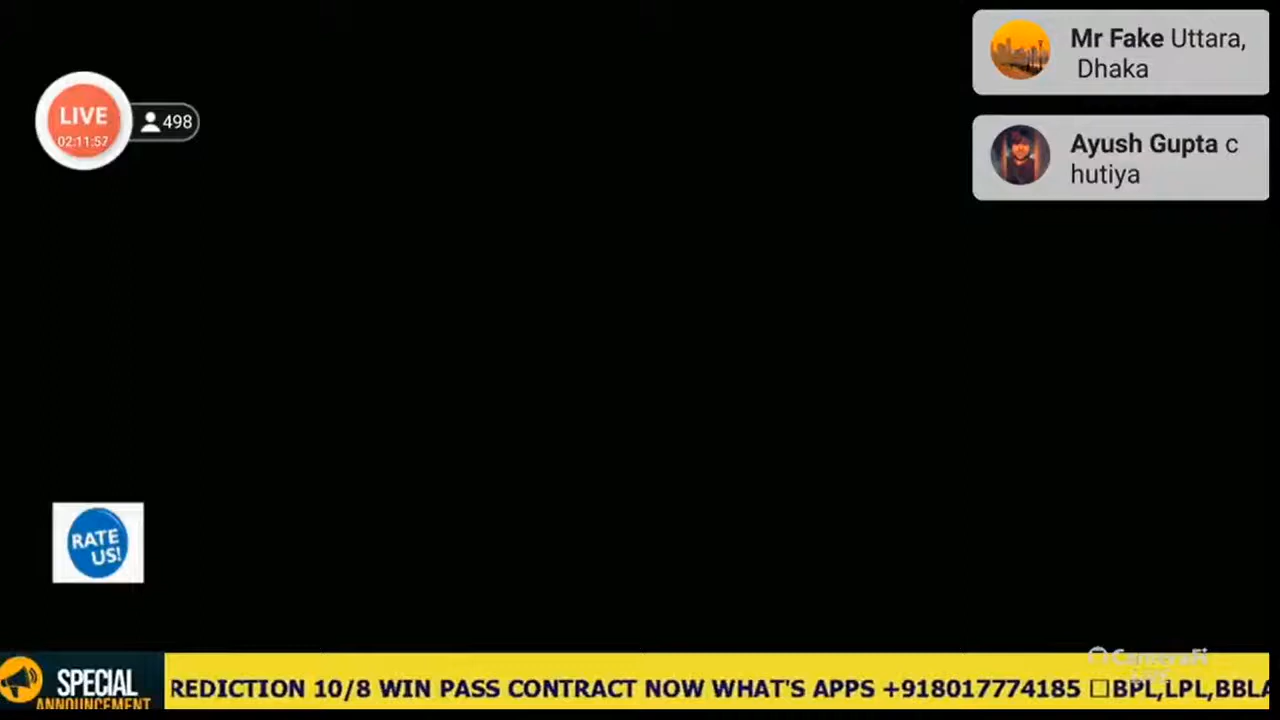 Mr Fake Uttara,
Dhaka
LIVE
02:11:57
498
Ayush Gupta c
hutiya
RATE
US!
SPECIAL
ANNOUNCEMENT
REDICTION 10/8 WIN PASS CONTRACT NOW WHAT'S APPS +918017774185 □BPL,LPL,BBLA